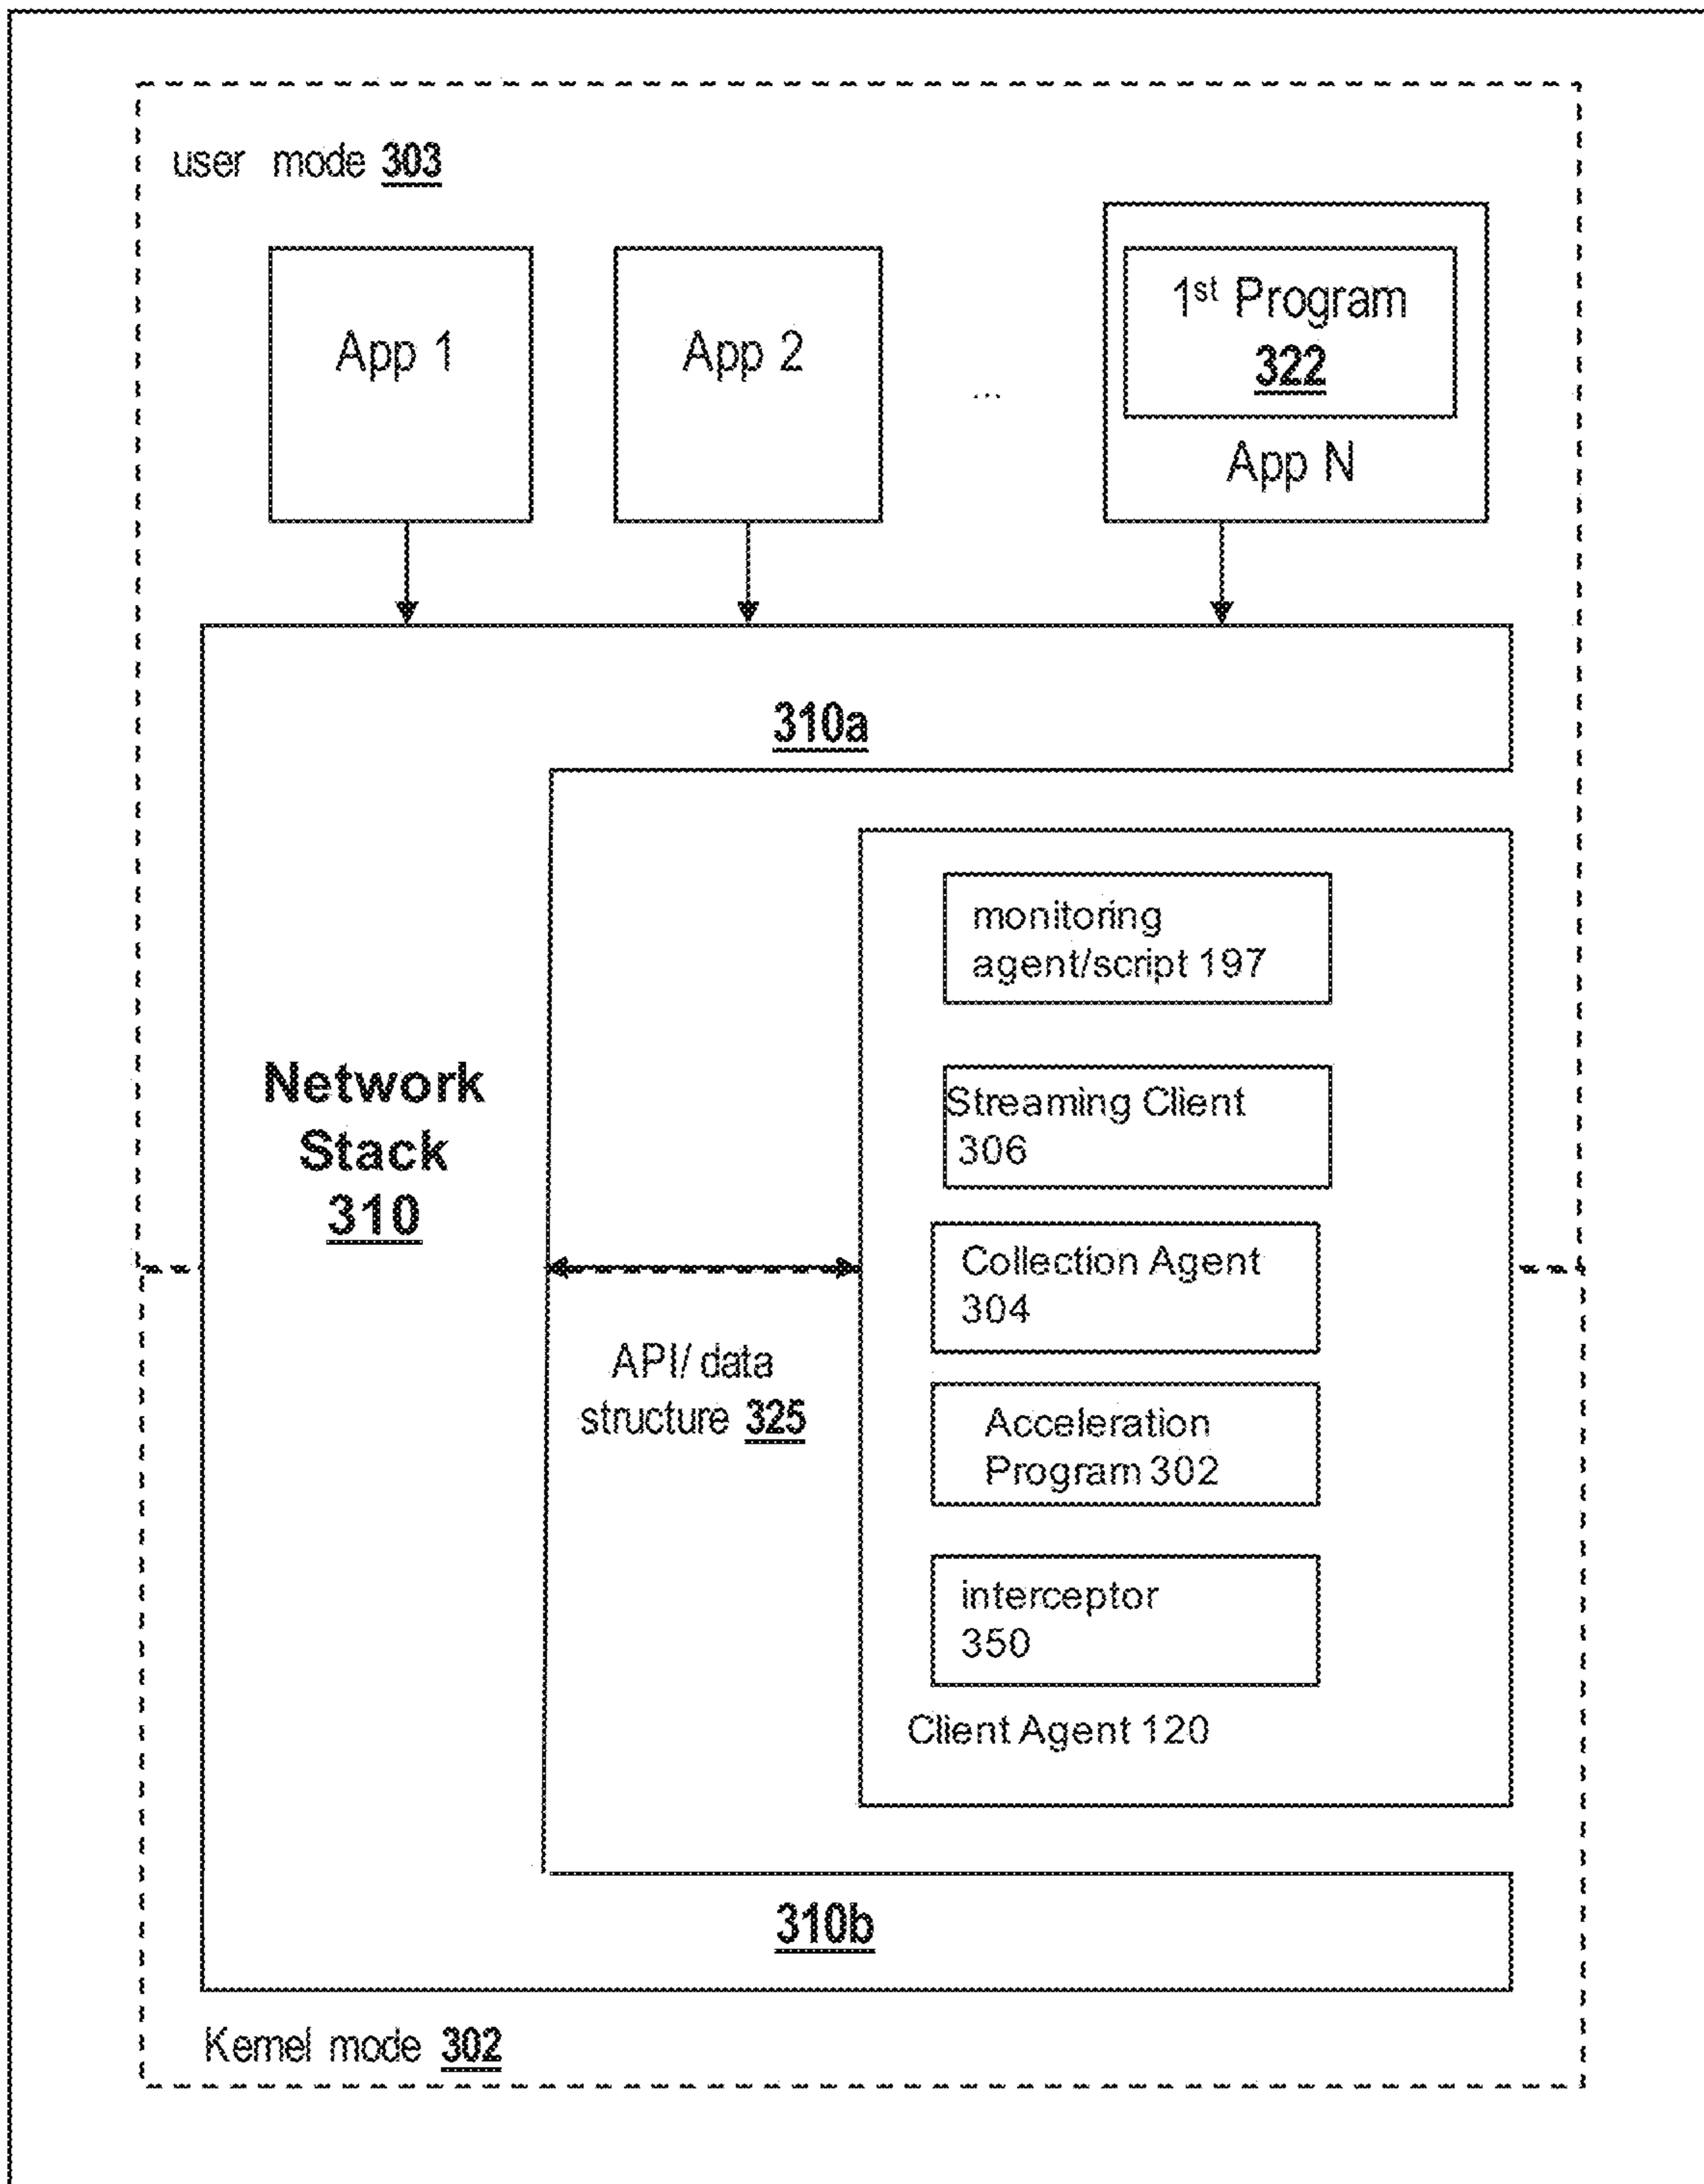 user mode 303
App 1
App 2
...
1st Program
322
App N
310a
Network
Stack
310
API/ data
structure 325
monitoring
agent/script 197
Streaming Client
306
Collection Agent
304
Acceleration
Program 302
interceptor
350
Client Agent 120
310b
Kernel mode 302